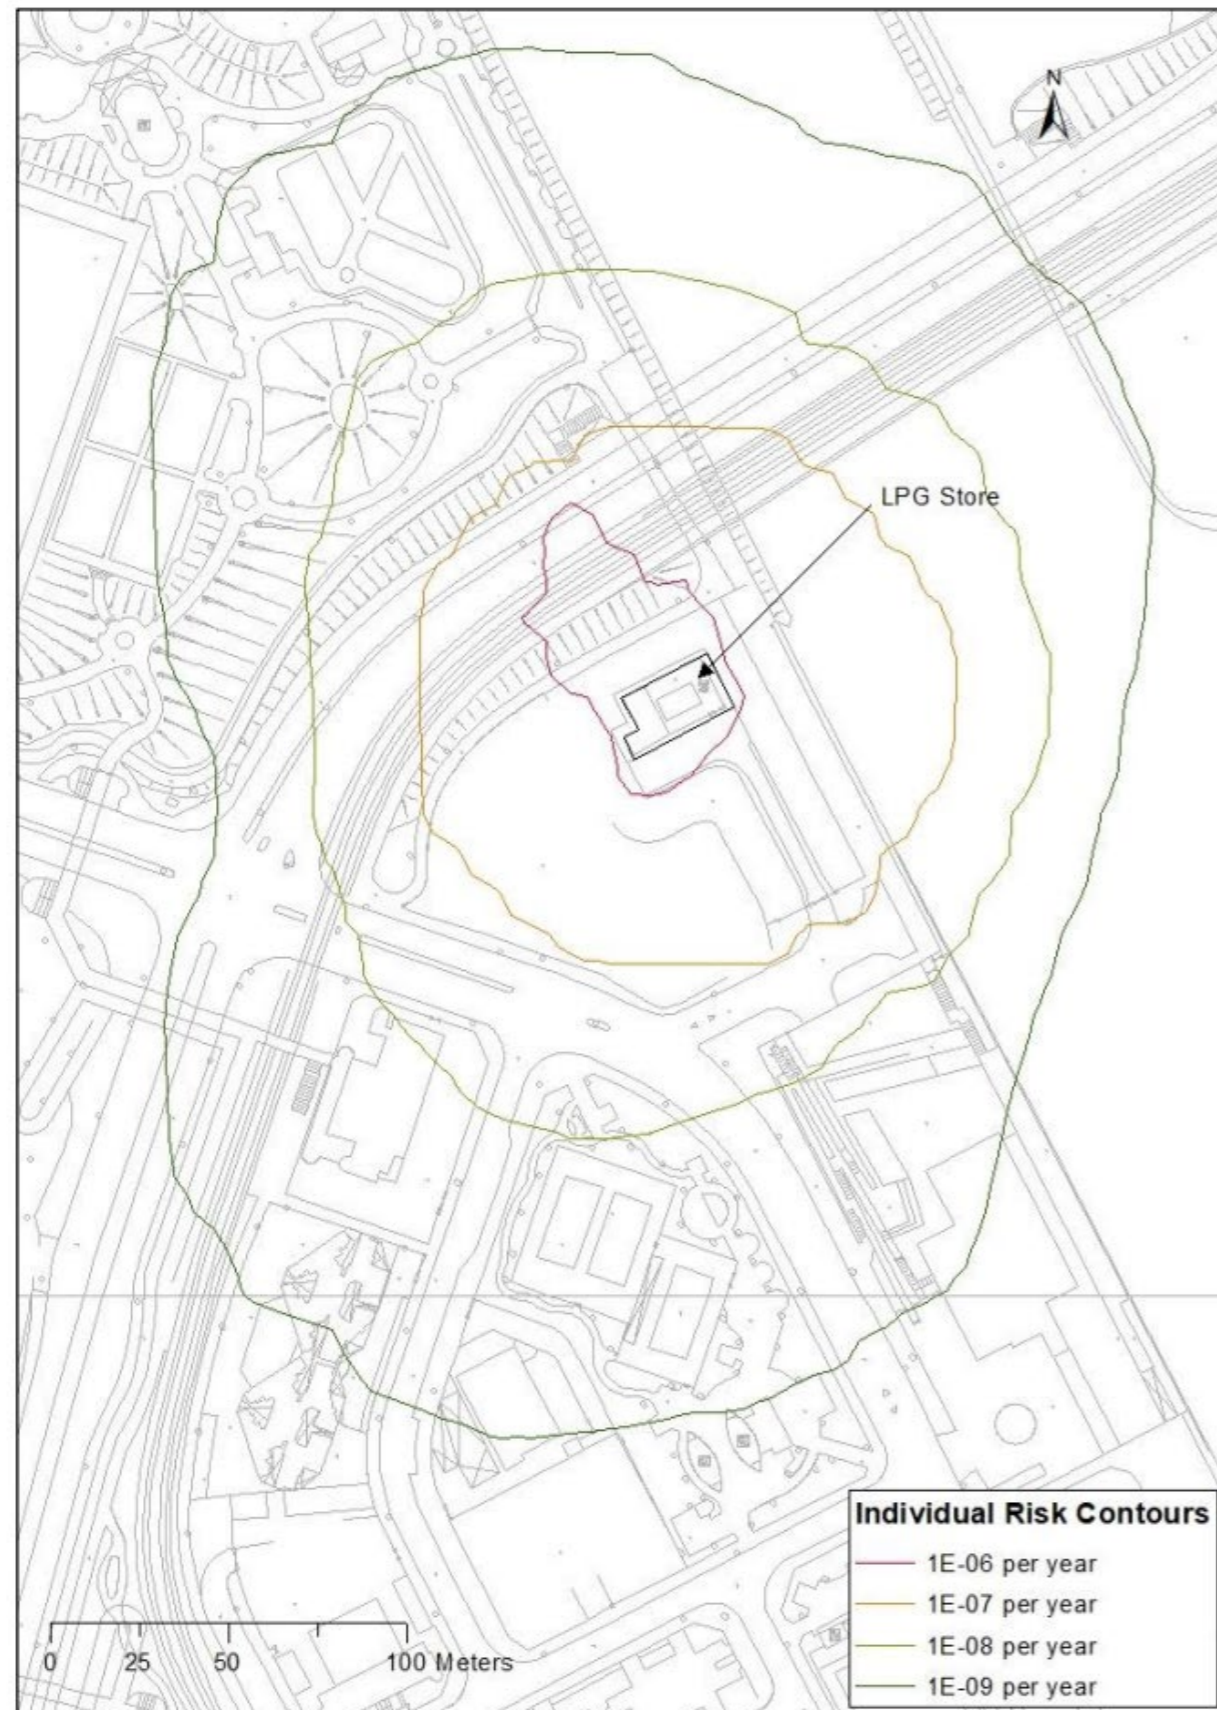 N
LPG Store
Individual Risk Contours
1E-06 per year
1E-07 per year
1E-08 per year
1E-09 per year
0 25 50 100 Meters